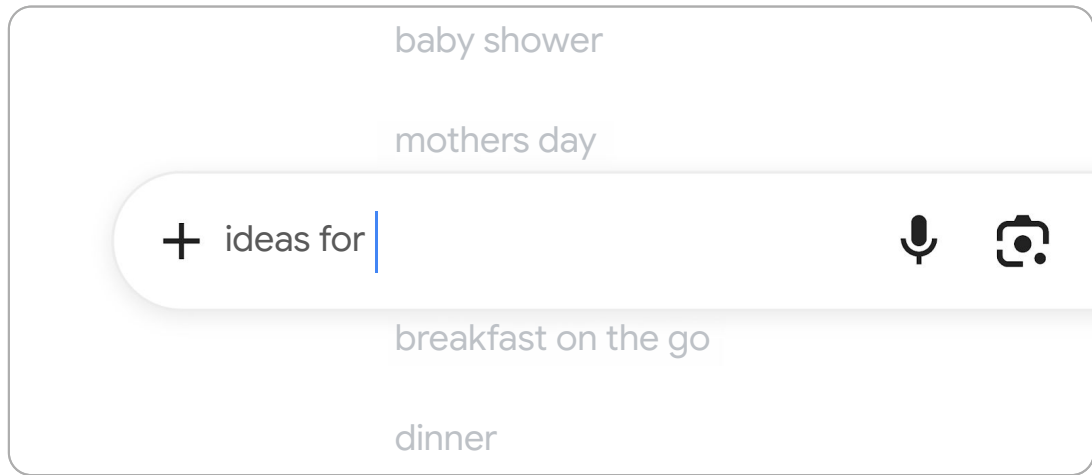 baby shower
mothers day
ideas for
breakfast on the go
dinner